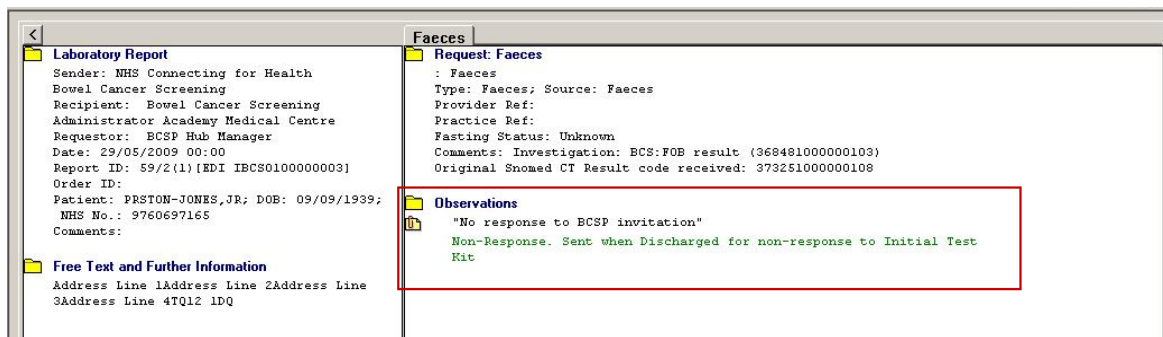 <
Laboratory Report
Sender: NHS Connecting for Health
Bowel Cancer Screening
Recipient: Bowel Cancer Screening
Administrator Academy Medical Centre
Requestor: BCSP Hub Manager
Date: 29/05/2009 00:00
Report ID: 59/2(1)[EDI IBCS0100000003]
Order ID:
Patient: PRSTON-JONES,JR; DOB: 09/09/1939;
NHS No.: 9760697165
Comments:
Free Text and Further Information
Address Line 1Address Line 2Address Line
3Address Line 4TQ12 1DQ
Faeces
Request: Faeces
: Faeces
Type: Faeces; Source: Faeces
Provider Ref:
Practice Ref:
Fasting Status: Unknown
Comments: Investigation: BCS:FOB result (368481000000103)
Original Snomed CT Result code received: 373251000000108
Observations
"No response to BCSP invitation"
Non-Response. Sent when Discharged for non-response to Initial Test
Kit